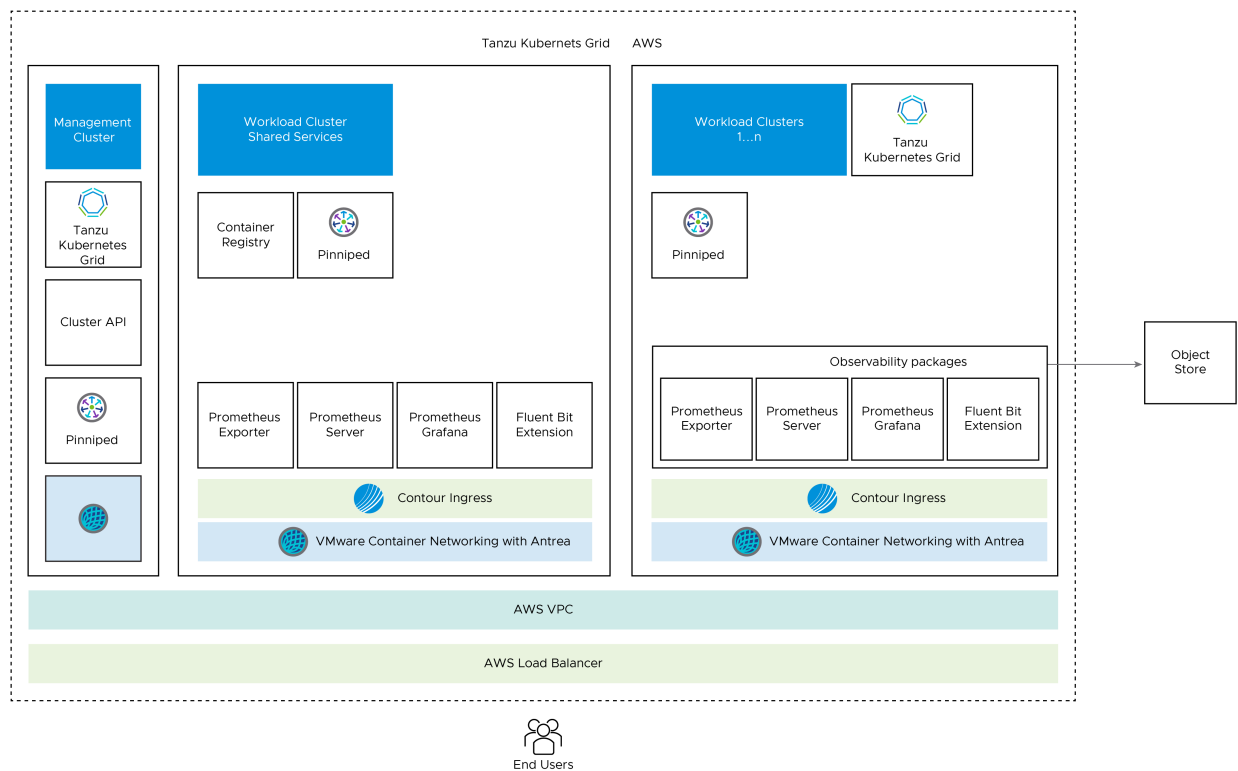 Tanzu Kubernets Grid AWS
Management
Cluster
Tanzu
Kubernetes
Grid
Cluster API
Pinniped
Workload Cluster
Shared Services
Container
Registry
Pinniped
Prometheus
Exporter
Prometheus
Server
Prometheus
Grafana
Fluent Bit
Extension
Contour Ingress
VMware Container Networking with Antrea
Workload Clusters
1...n
Tanzu
Kubernetes Grid
Pinniped
Observability packages
Prometheus
Exporter
Prometheus
Server
Prometheus
Grafana
Fluent Bit
Extension
Contour Ingress
VMware Container Networking with Antrea
Object
Store
AWS VPC
AWS Load Balancer
End Users